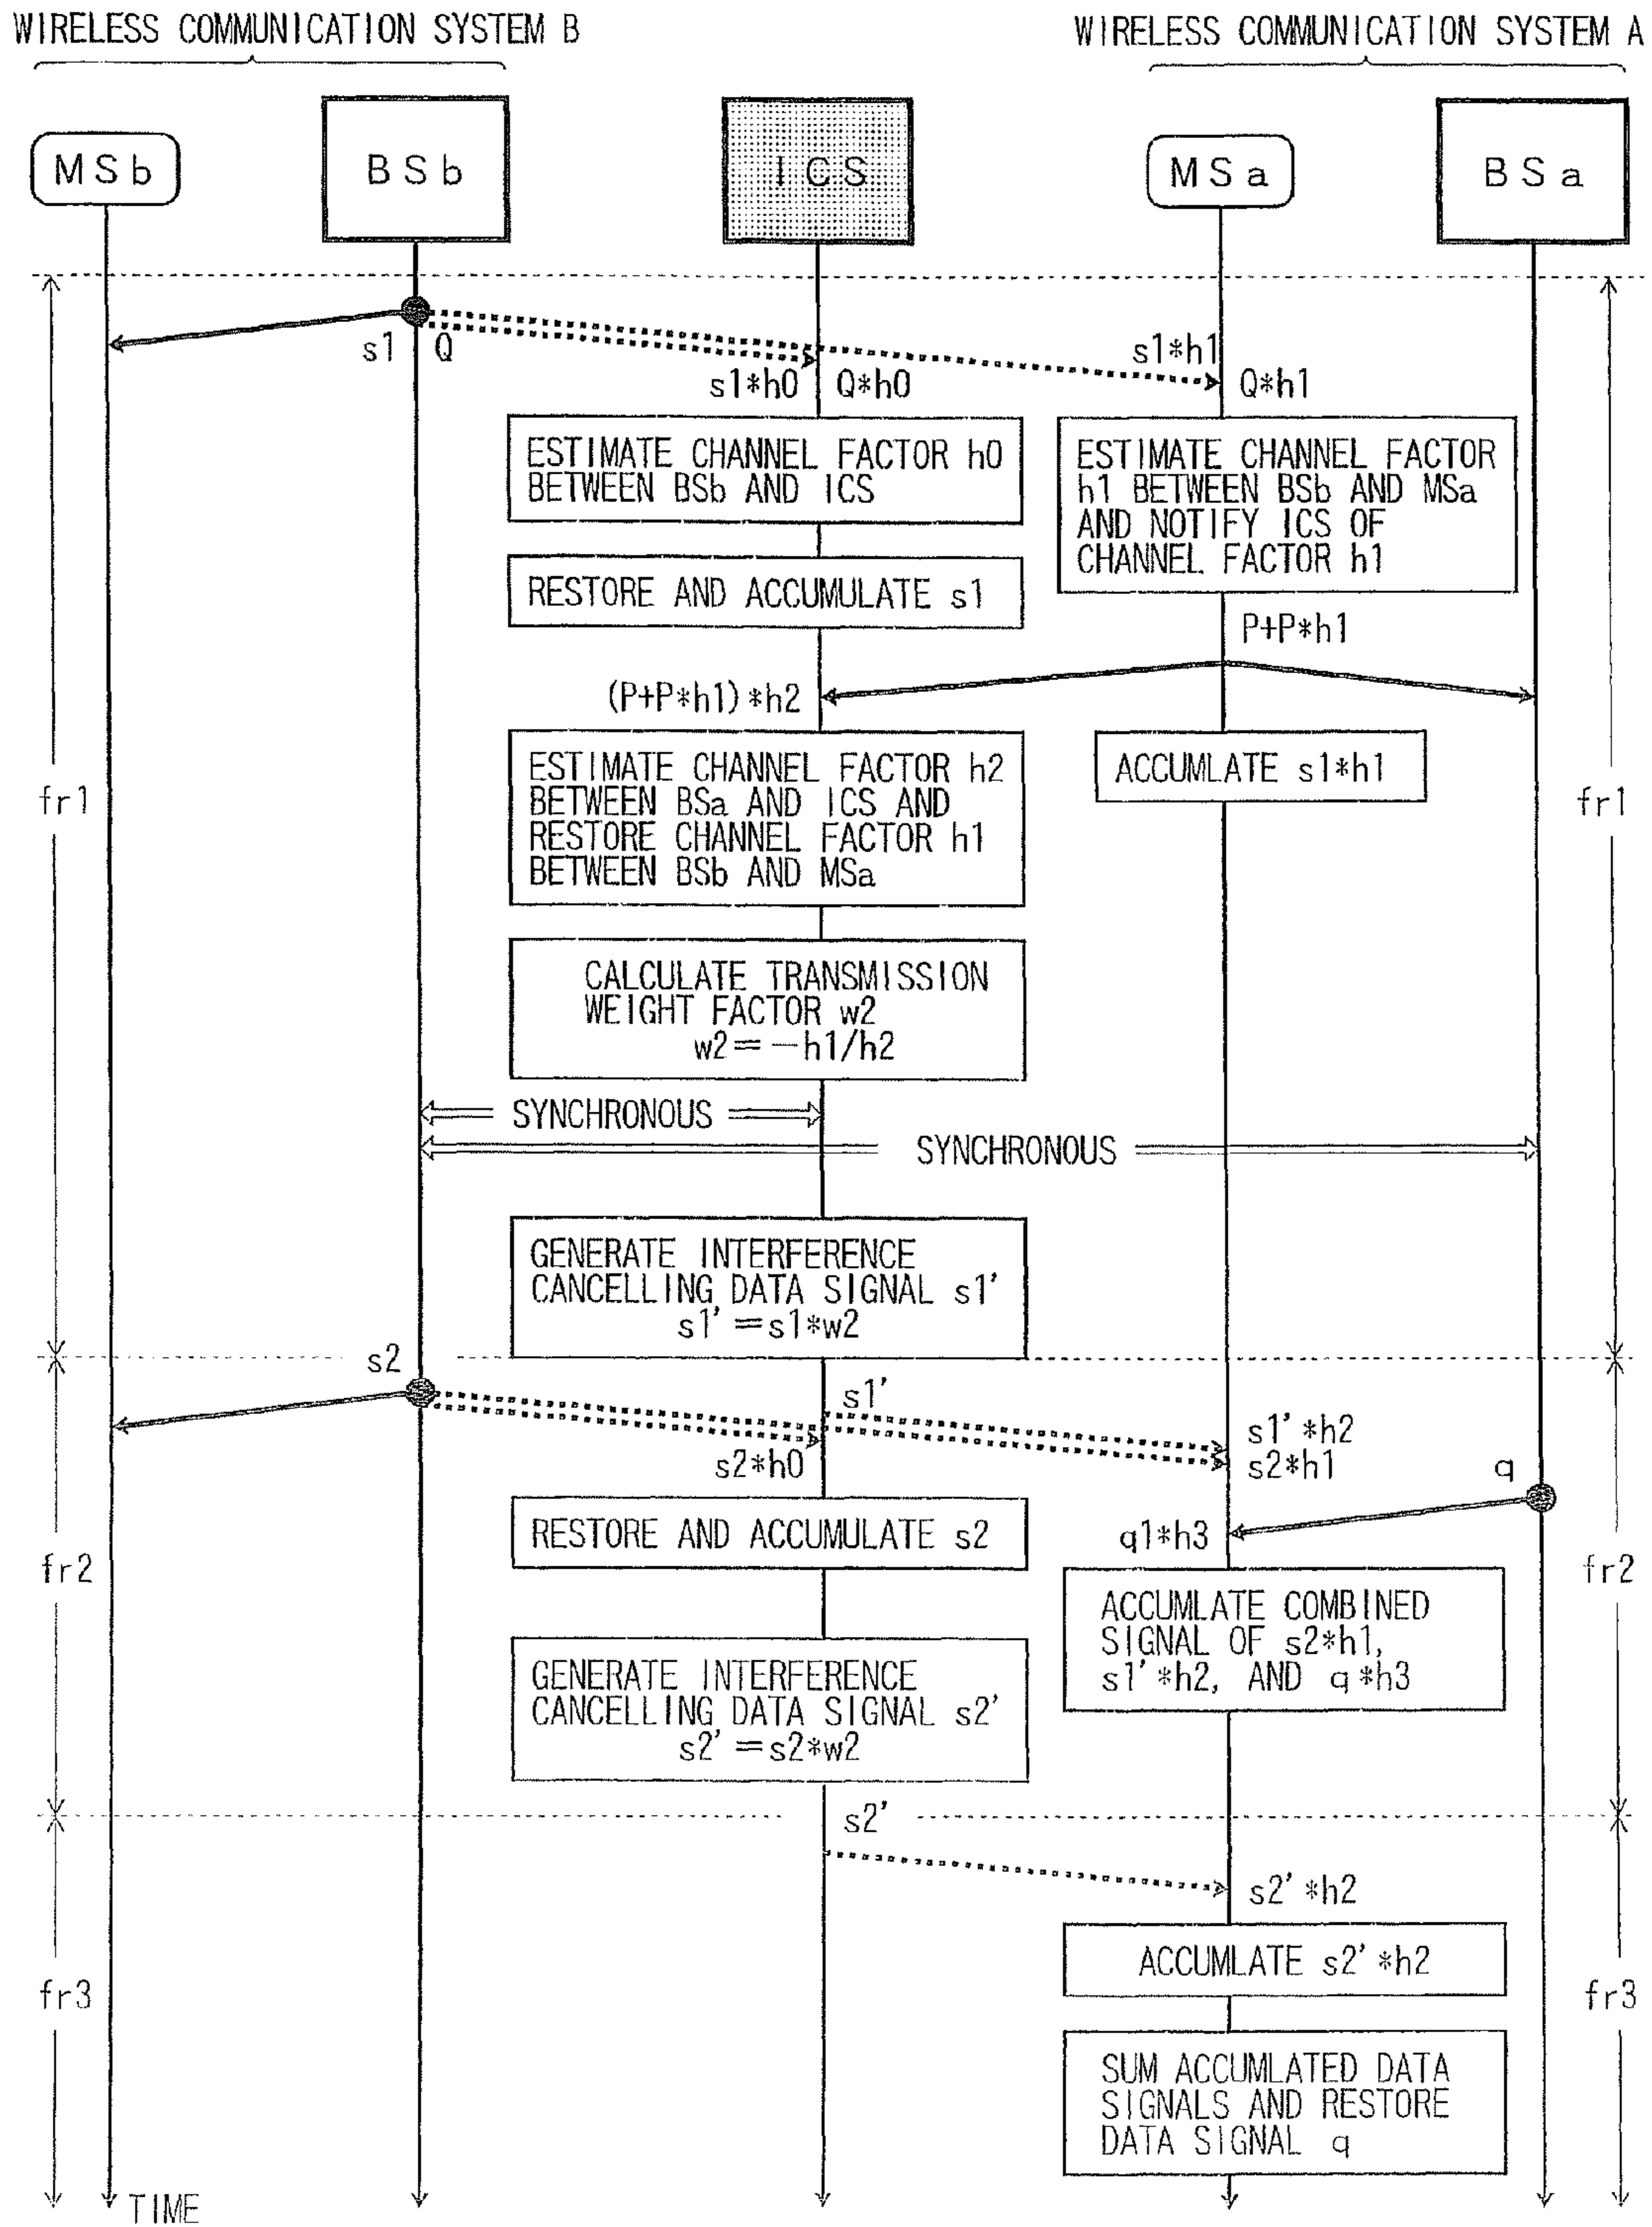 WIRELESS COMMUNICATION SYSTEM B
WIRELESS COMMUNICATION SYSTEM A
MSb
BSb
ICS
MSa
BSa
s1
Q
s1*h0
Q*h0
s1*h1
Q*h1
ESTIMATE CHANNEL FACTOR h0
BETWEEN BSb AND ICS
ESTIMATE CHANNEL FACTOR
h1 BETWEEN BSb AND MSa
AND NOTIFY ICS OF
CHANNEL FACTOR h1
RESTORE AND ACCUMULATE s1
P+P*h1
(P+P*h1)*h2
ESTIMATE CHANNEL FACTOR h2
BETWEEN BSa AND ICS AND
RESTORE CHANNEL FACTOR h1
BETWEEN BSb AND MSa
ACCUMLATE s1*h1
fr1
fr1
CALCULATE TRANSMISSION
WEIGHT FACTOR w2
w2=-h1/h2
SYNCHRONOUS
SYNCHRONOUS
GENERATE INTERFERENCE
CANCELLING DATA SIGNAL s1'
s1'=s1*w2
s2
s1'
s2*h0
s1'*h2
s2*h1
q
q1*h3
RESTORE AND ACCUMULATE s2
fr2
fr2
ACCUMLATE COMBINED
SIGNAL OF s2*h1,
s1'*h2, AND q*h3
GENERATE INTERFERENCE
CANCELLING DATA SIGNAL s2'
s2'=s2*w2
s2'
s2'*h2
ACCUMLATE s2'*h2
fr3
fr3
SUM ACCUMLATED DATA
SIGNALS AND RESTORE
DATA SIGNAL q
TIME